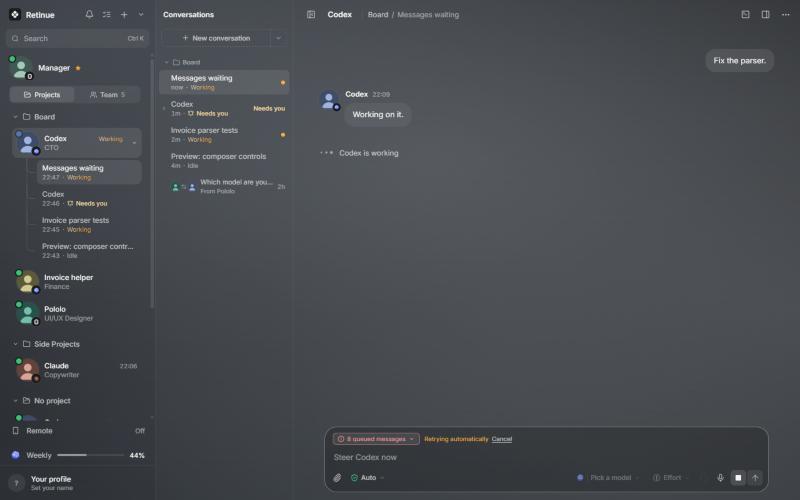 Retinue
Search
Ctrl K
Manager
Projects
Team 5
Board
Codex
Working
CTO
Messages waiting
22:47 · Working
Codex
22:46 · Needs you
Invoice parser tests
22:45 · Working
Preview: composer contr...
22:43 · Idle
Invoice helper
Finance
Pololo
UI/UX Designer
Side Projects
Claude
22:06
Copywriter
No project
Remote
Off
Weekly
44%
?
Your profile
Set your name
Conversations
+ New conversation
Board
Messages waiting
now · Working
Codex
1m · Needs you
Needs you
Invoice parser tests
2m · Working
Preview: composer controls
4m · Idle
Which model are you...
From Pololo
2h
Codex
Board / Messages waiting
Fix the parser.
Codex 22:09
Working on it.
Codex is working
8 queued messages
Retrying automatically Cancel
Steer Codex now
Auto
Pick a model
Effort